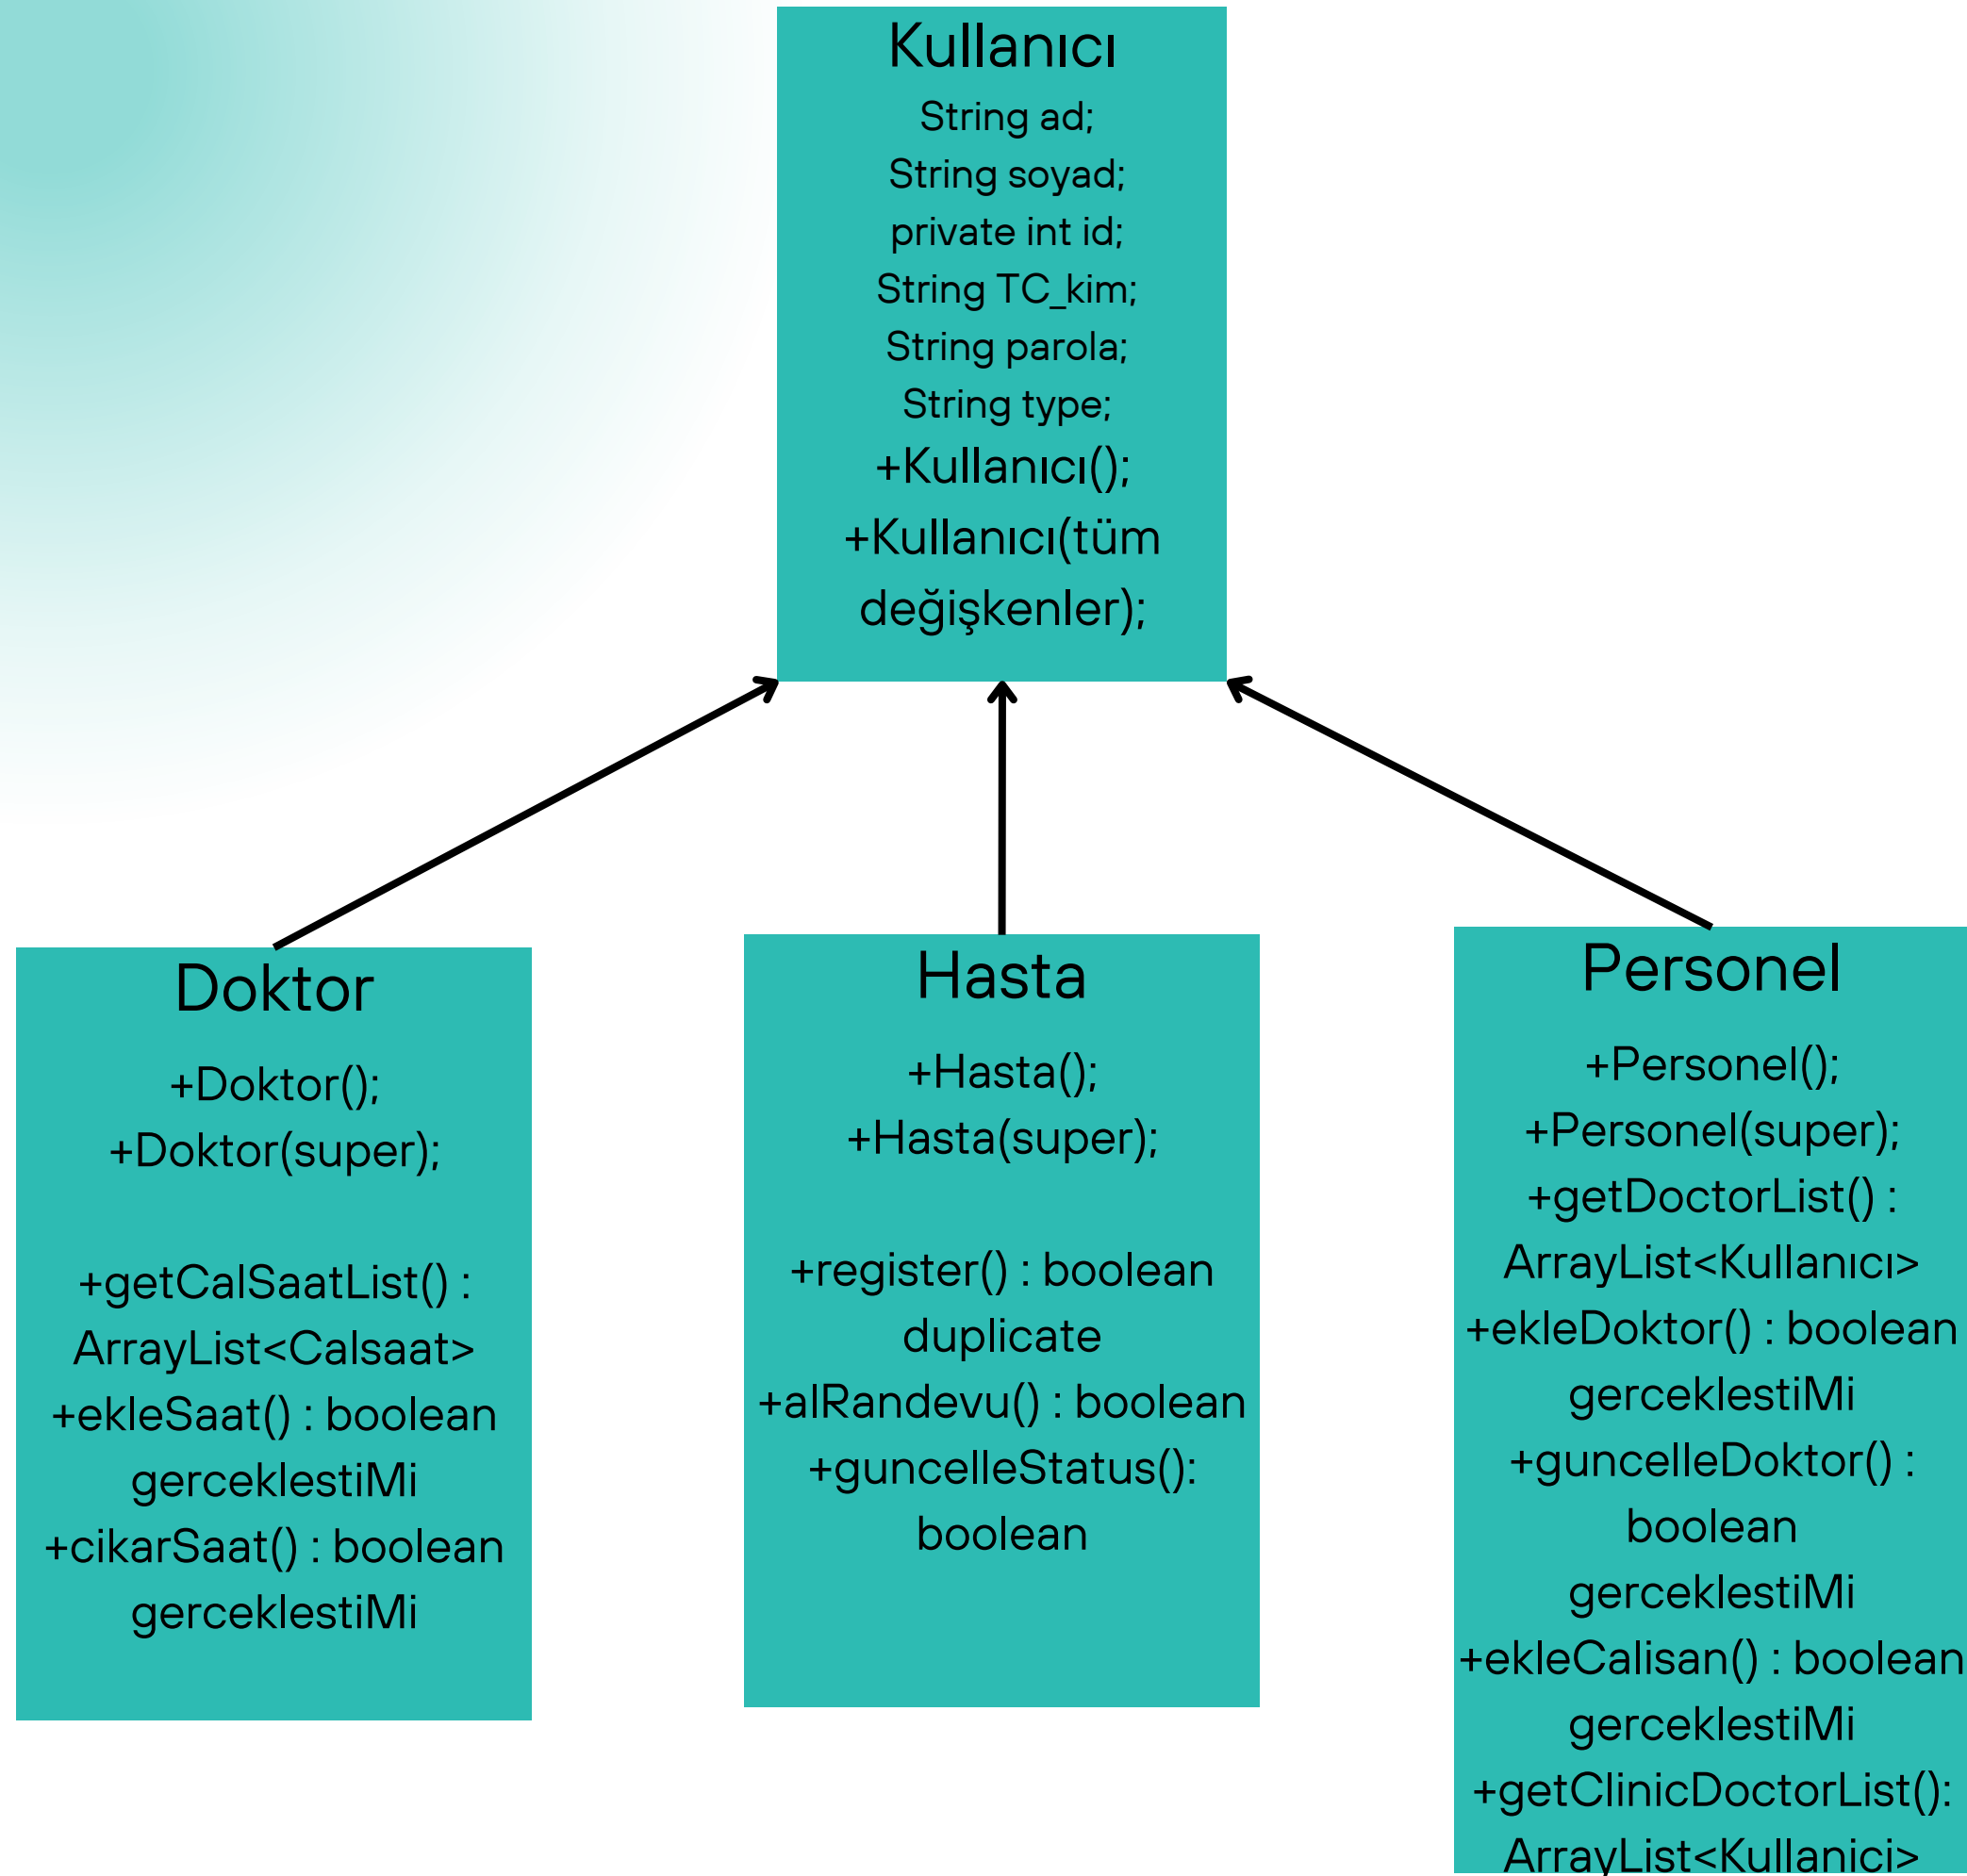 Kullanıcı
String ad;
String soyad;
private int id;
String TC_kim;
String parola;
String type;
+Kullanıcı();
+Kullanıcı(tüm
değişkenler);
Doktor
+Doktor();
+Doktor(super);
+getCalSaatList() :
ArrayList<Calsaat>
+ekleSaat() : boolean
gerceklestiMi
+cikarSaat() : boolean
gerceklestiMi
Hasta
+Hasta();
+Hasta(super);
+register() : boolean
duplicate
+alRandevu() : boolean
+guncelleStatus():
boolean
Personel
+Personel();
+Personel(super);
+getDoctorList() :
ArrayList<Kullanıcı>
+ekleDoktor() : boolean
gerceklestiMi
+guncelleDoktor() :
boolean
gerceklestiMi
+ekleCalisan() : boolean
gerceklestiMi
+getClinicDoctorList():
ArrayList<Kullanici>